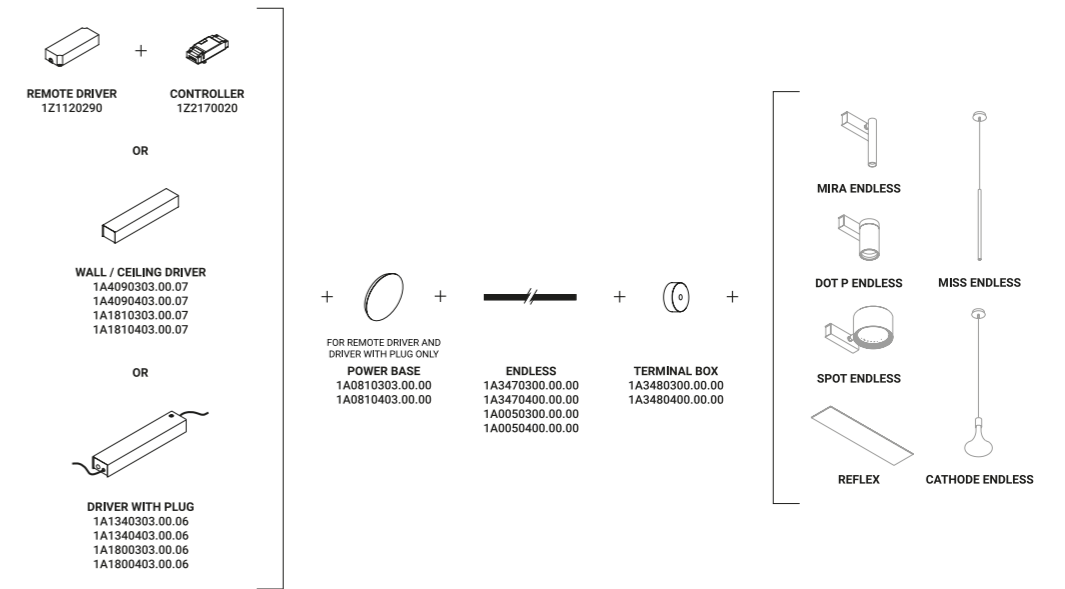 +
REMOTE DRIVER
1Z1120290
CONTROLLER
1Z2170020
OR
WALL / CEILING DRIVER
1A4090303.00.07
1A4090403.00.07
1A1810303.00.07
1A1810403.00.07
OR
DRIVER WITH PLUG
1A1340303.00.06
1A1340403.00.06
1A1800303.00.06
1A1800403.00.06
+
FOR REMOTE DRIVER AND
DRIVER WITH PLUG ONLY
POWER BASE
1A0810303.00.00
1A0810403.00.00
+
ENDLESS
1A3470300.00.00
1A3470400.00.00
1A0050300.00.00
1A0050400.00.00
+
TERMINAL BOX
1A3480300.00.00
1A3480400.00.00
+
MIRA ENDLESS
DOT P ENDLESS
MISS ENDLESS
SPOT ENDLESS
REFLEX
CATHODE ENDLESS